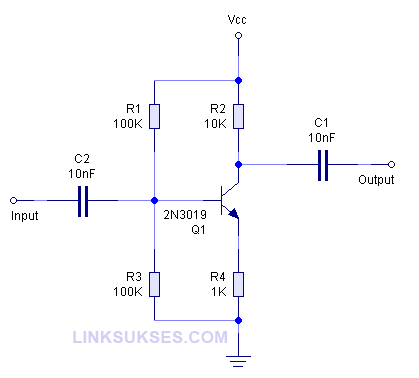 Vcc
R1
100K
R2
10K
C1
10nF
C2
10nF
Output
Input
2N3019
Q1
R3
100K
R4
1K
LINKSUKSES.COM